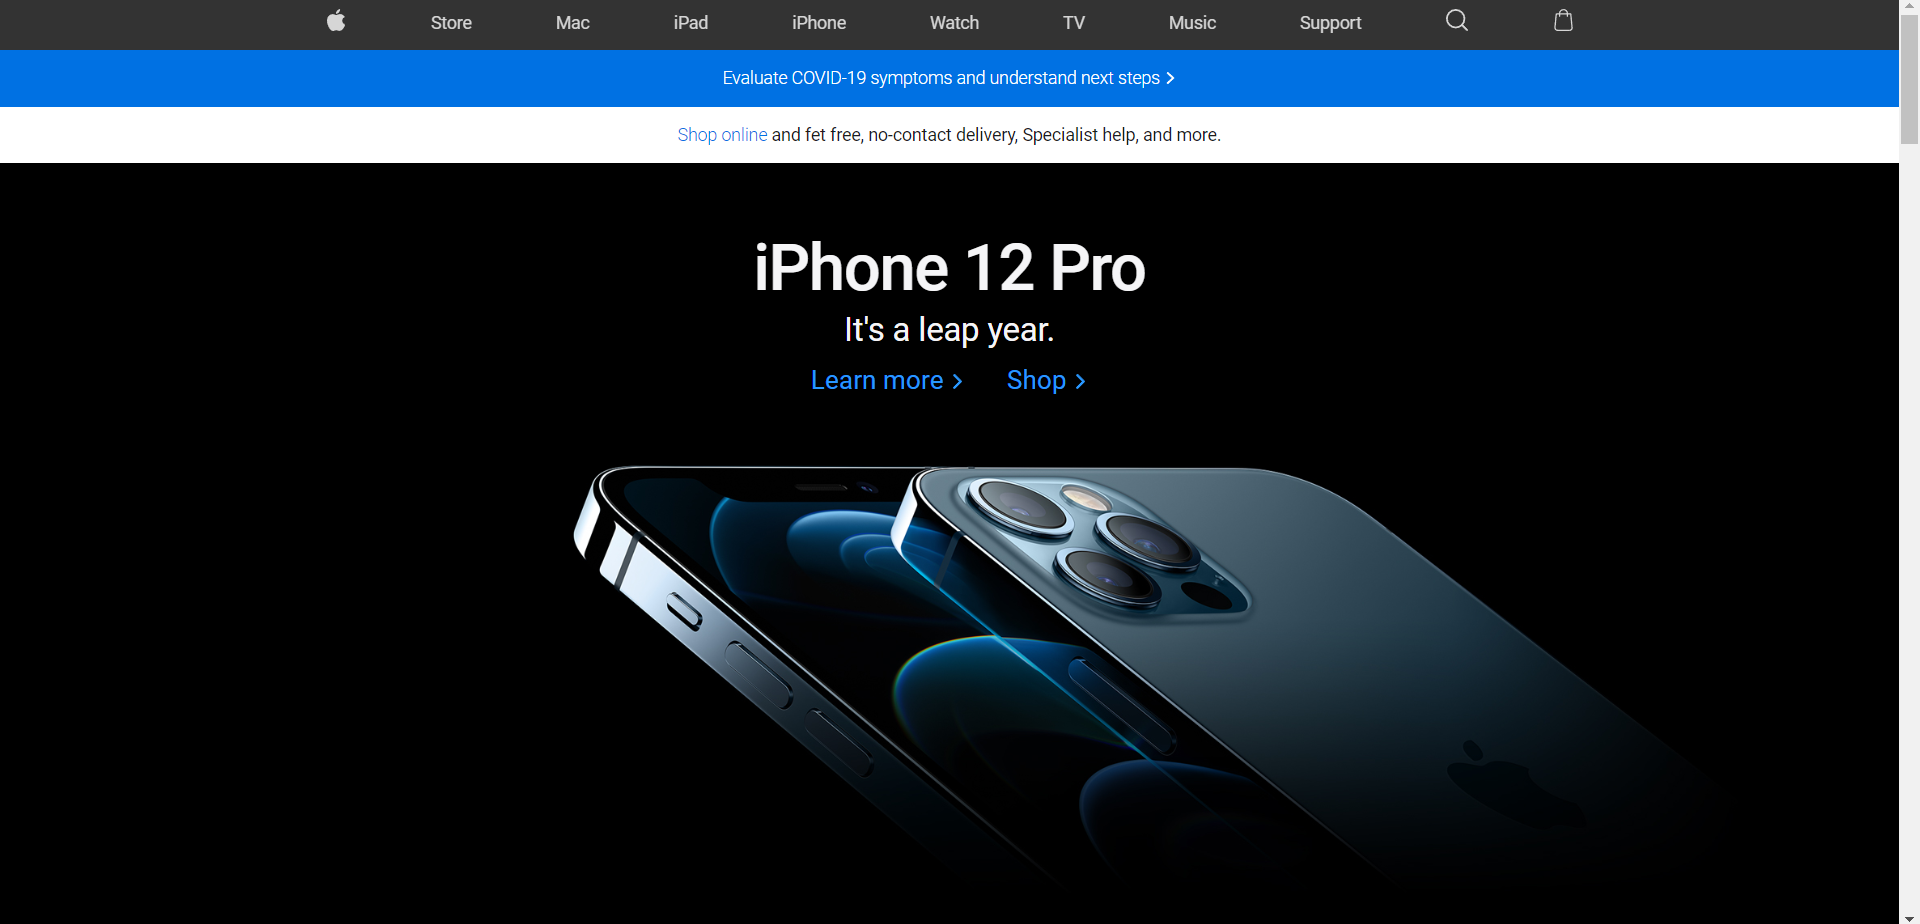 Store Mac iPad iPhone Watch TV Music Support
Evaluate COVID-19 symptoms and understand next steps >
Shop online and fet free, no-contact delivery, Specialist help, and more.
iPhone 12 Pro
It's a leap year.
Learn more > Shop >